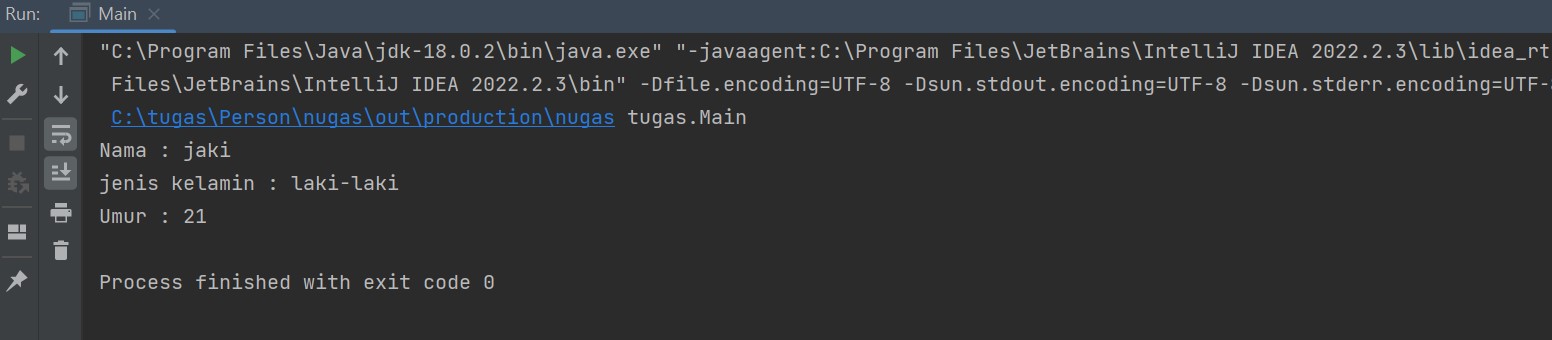 Run: Main
"C:\Program Files\Java\jdk-18.0.2\bin\java.exe" "-javaagent:C:\Program Files\JetBrains\IntelliJ IDEA 2022.2.3\lib\idea_rt
Files\JetBrains\IntelliJ IDEA 2022.2.3\bin" -Dfile.encoding=UTF-8 -Dsun.stdout.encoding=UTF-8 -Dsun.stderr.encoding=UTF-8
C:\tugas\Person\nugas\out\production\nugas tugas.Main
Nama : jaki
jenis kelamin : laki-laki
Umur : 21
Process finished with exit code 0